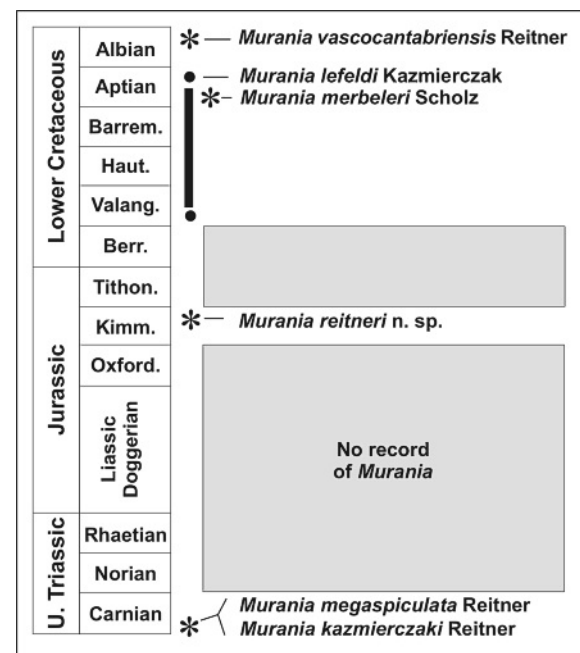 Lower Cretaceous
Albian
Aptian
Barrem.
Haut.
Valang.
Berr.
Jurassic
Tithon.
Kimm.
Oxford.
Liassic
Doggerian
U. Triassic
Rhaetian
Norian
Carnian
* Murania vascocantabriensis Reitner
Murania lefeldi Kazmierczak
* Murania merbeleri Scholz
* Murania reitneri n. sp.
No record
of Murania
Murania megaspiculata Reitner
* Murania kazmierczaki Reitner